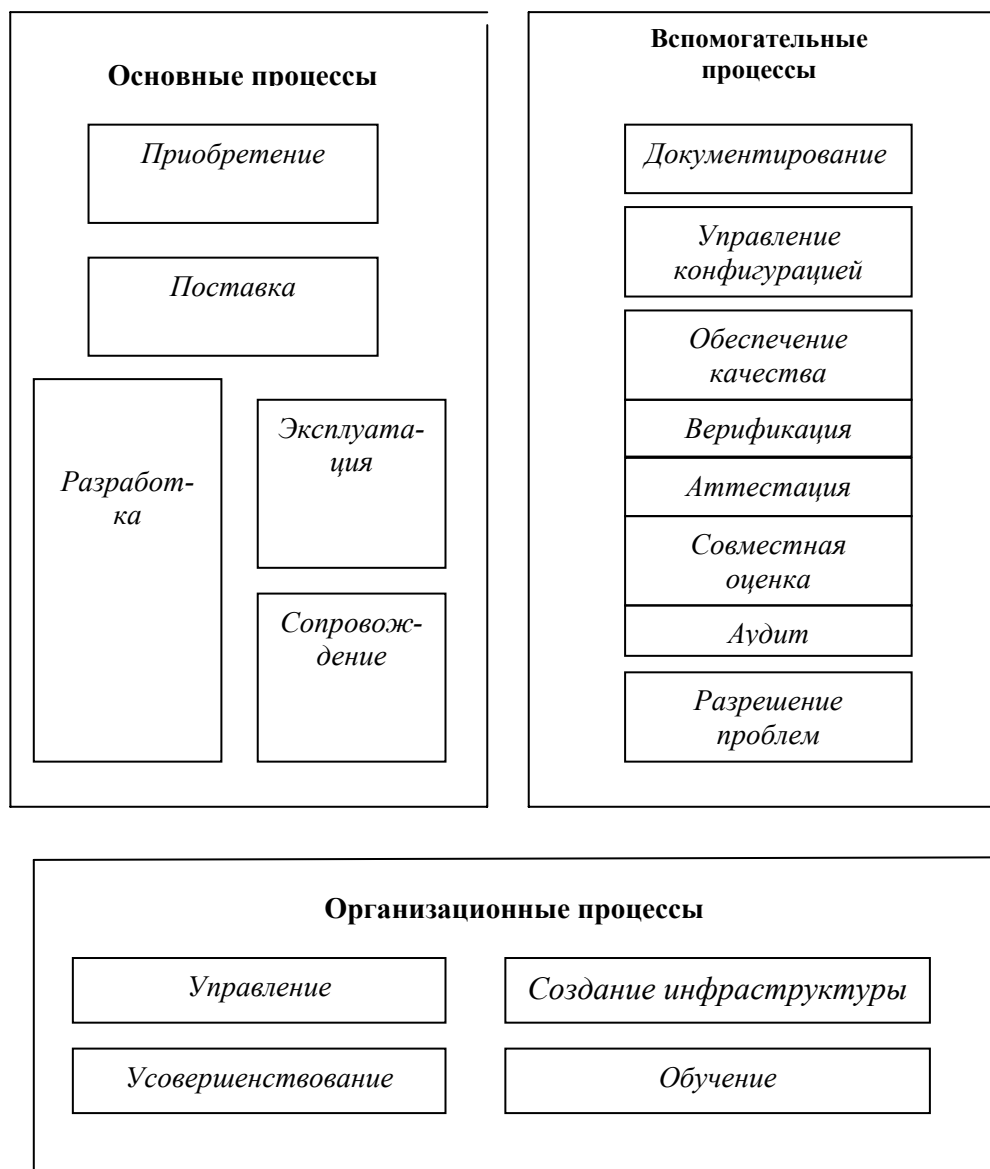 Основные процессы
Приобретение
Поставка
Разработ-
ка
Эксплуата-
ция
Сопровож-
дение
Вспомогательные
процессы
Документирование
Управление
конфигурацией
Обеспечение
качества
Верификация
Аттестация
Совместная
оценка
Аудит
Разрешение
проблем
Организационные процессы
Управление
Создание инфраструктуры
Усовершенствование
Обучение